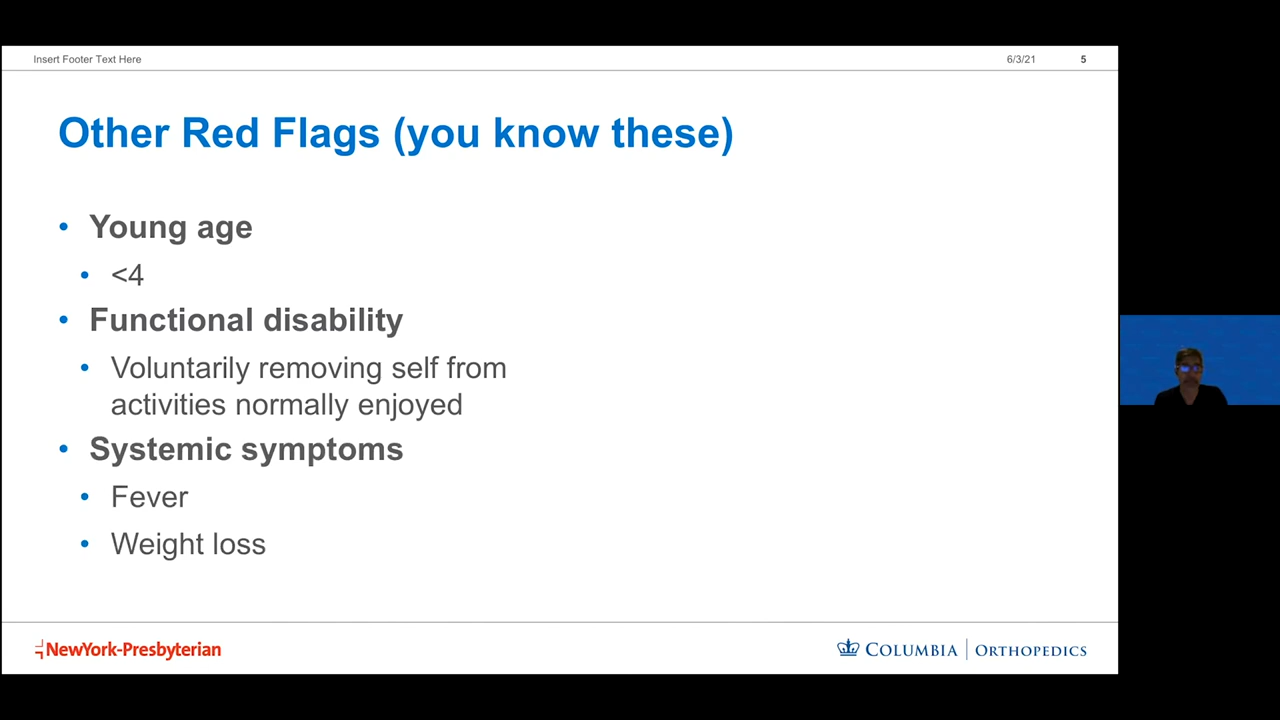 Insert Footer Text Here 6/3/21 5
Other Red Flags (you know these)
• Young age
• <4
• Functional disability
• Voluntarily removing self from
activities normally enjoyed
• Systemic symptoms
• Fever
• Weight loss
NewYork-Presbyterian
COLUMBIA | ORTHOPEDICS